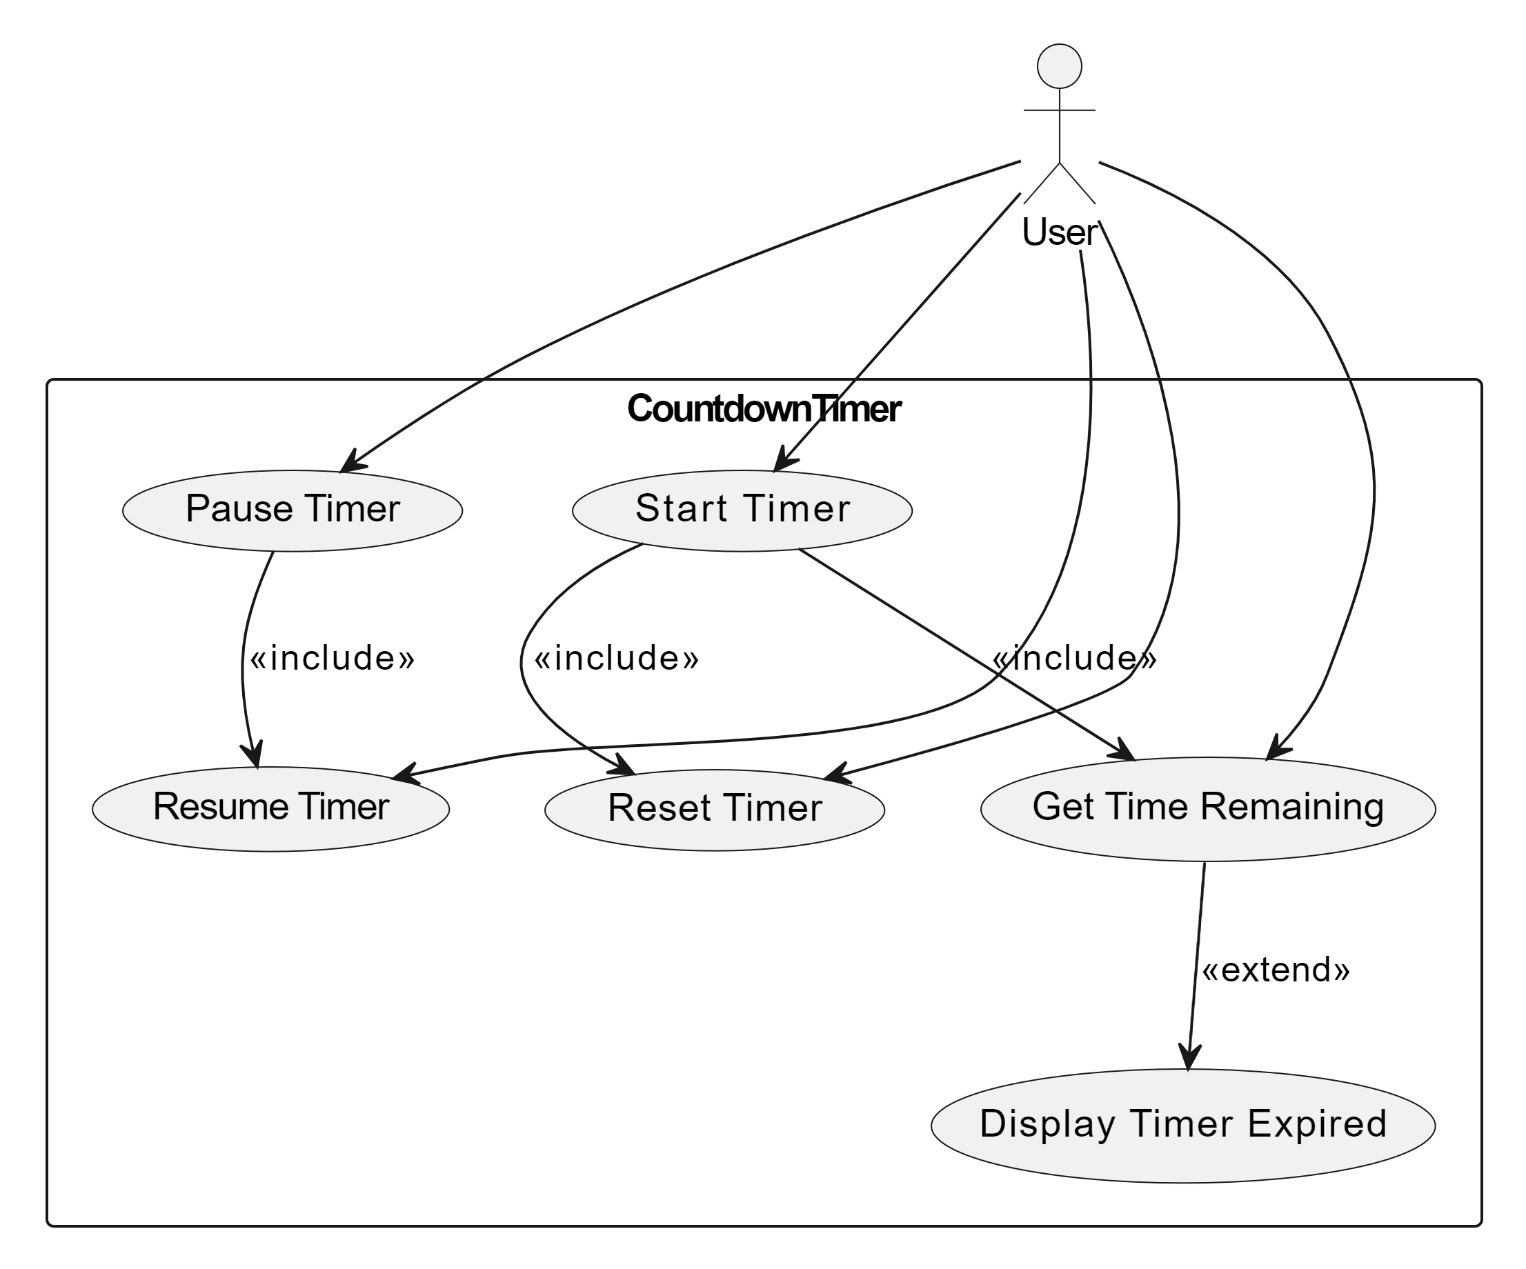 User
CountdownTimer
Pause Timer
Start Timer
«include»
«include»
«include»
Resume Timer
Reset Timer
Get Time Remaining
«extend»
Display Timer Expired